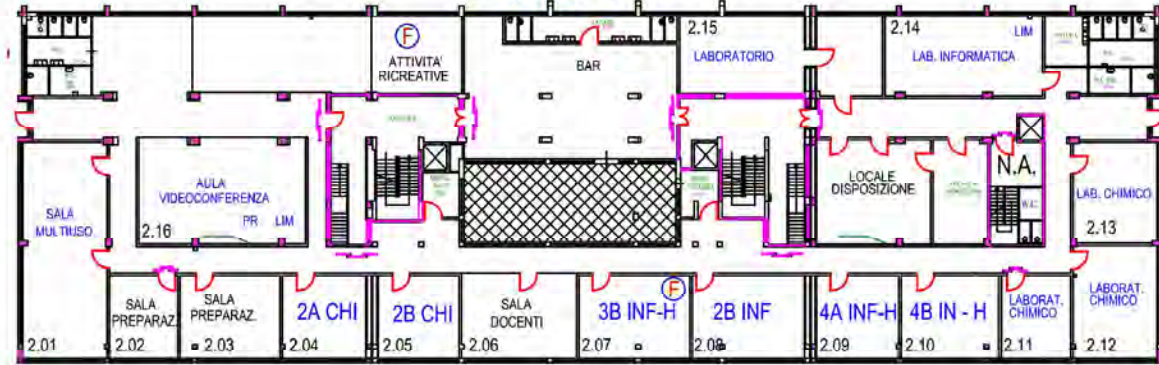 F
ATTIVITA'
RICREATIVE
BAR
2.15
LABORATORIO
2.14
LIM
LAB. INFORMATICA
AULA
VIDEOCONFERENZA
PR LIM
2.16
SALA
MULTIUSO
LOCALE
DISPOSIZIONE
N.A.
LAB. CHIMICO
2.13
SALA
PREPARAZ.
2.01
2.02
SALA
PREPARAZ.
2.03
2A CHI
2.04
2B CHI
2.05
SALA
DOCENTI
2.06
F
3B INF-H
2.07
2B INF
2.08
4A INF-H
2.09
4B IN - H
2.10
LABORAT.
CHIMICO
2.11
LABORAT.
CHIMICO
2.12